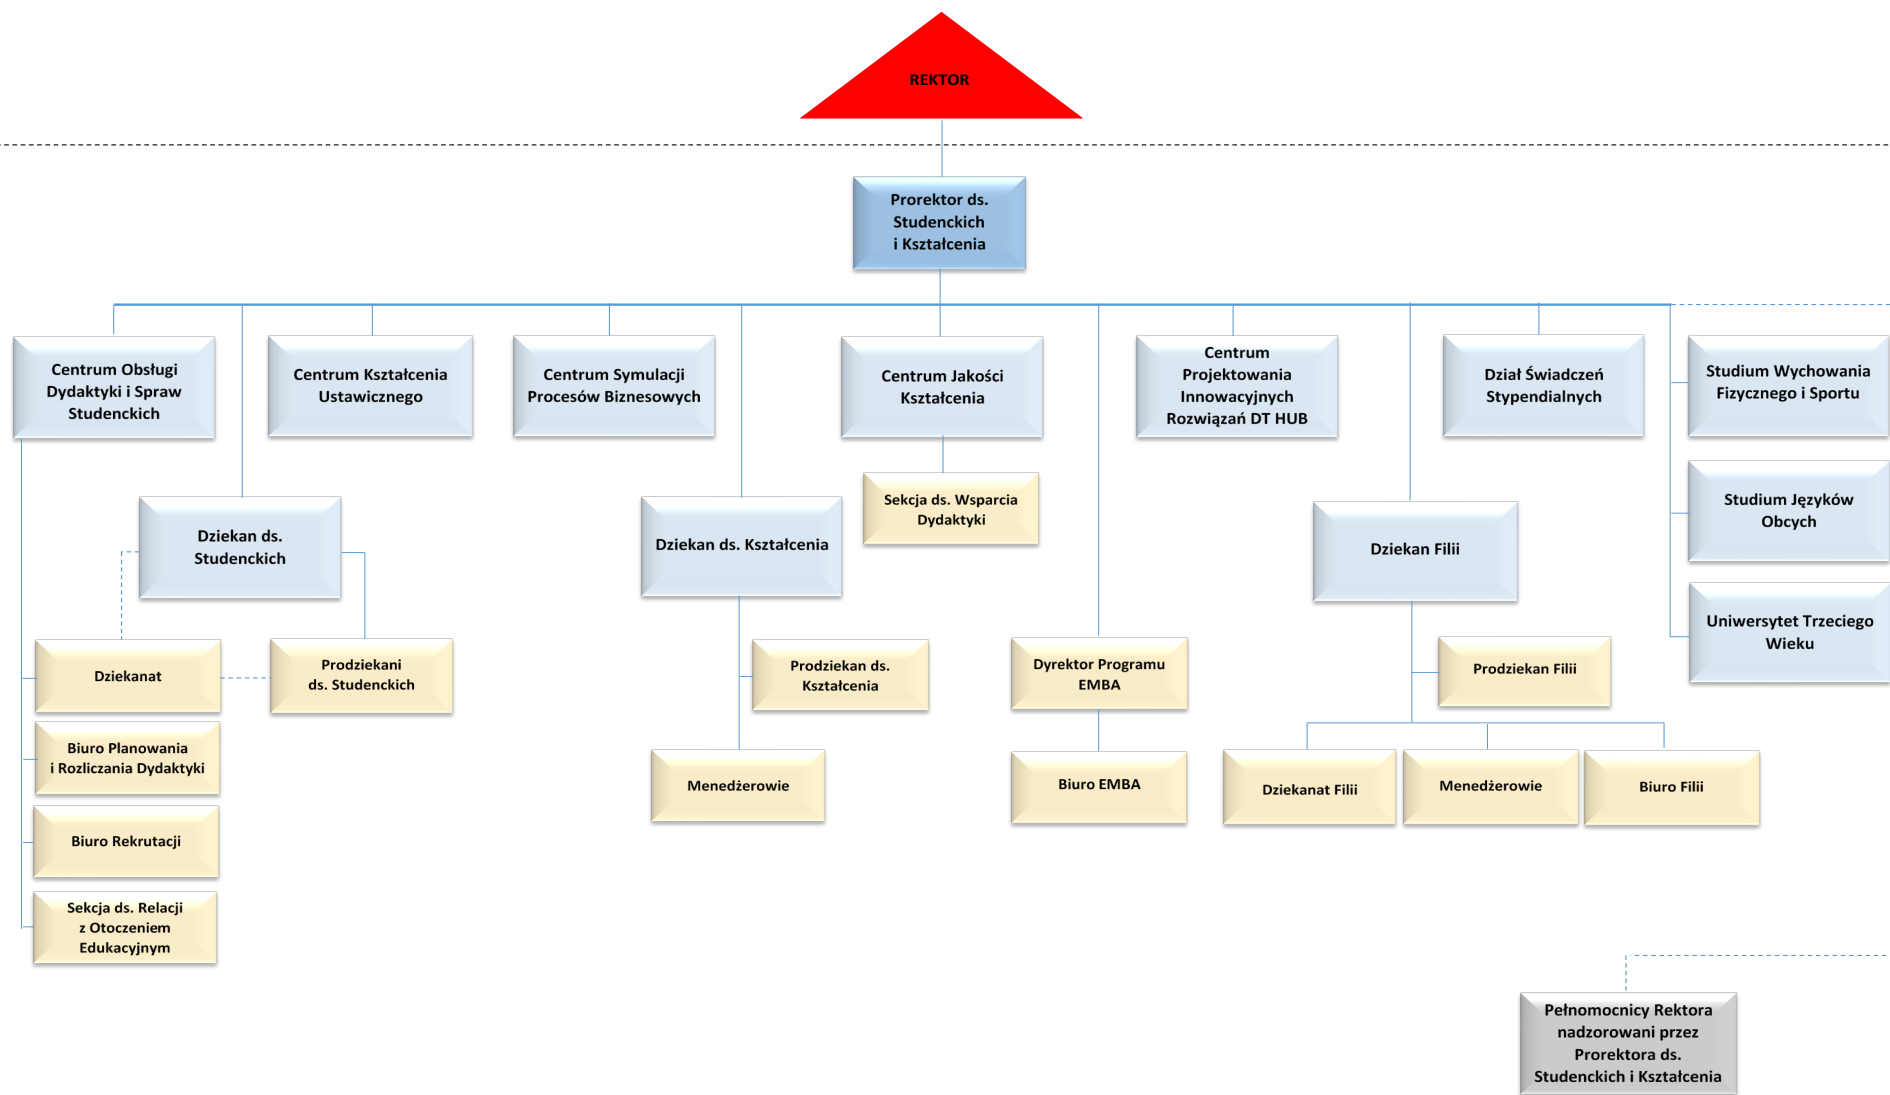 REKTOR
Prorektor ds.
Studenckich
i Kształcenia
Centrum Obsługi
Dydaktyki i Spraw
Studenckich
Centrum Kształcenia
Ustawicznego
Centrum Symulacji
Procesów Biznesowych
Centrum Jakości
Kształcenia
Centrum
Projektowania
Innowacyjnych
Rozwiązań DT HUB
Dział Świadczeń
Stypendialnych
Studium Wychowania
Fizycznego i Sportu
Sekcja ds. Wsparcia
Dydaktyki
Studium Języków
Obcych
Dziekan ds.
Studenckich
Dziekan ds. Kształcenia
Dziekan Filii
Uniwersytet Trzeciego
Wieku
Dziekanat
Prodziekani
ds. Studenckich
Prodziekan ds.
Kształcenia
Dyrektor Programu
EMBA
Prodziekan Filii
Biuro Planowania
i Rozliczania Dydaktyki
Menedżerowie
Biuro EMBA
Dziekanat Filii
Menedżerowie
Biuro Filii
Biuro Rekrutacji
Sekcja ds. Relacji
z Otoczeniem
Edukacyjnym
Pełnomocnicy Rektora
nadzorowani przez
Prorektora ds.
Studenckich i Kształcenia